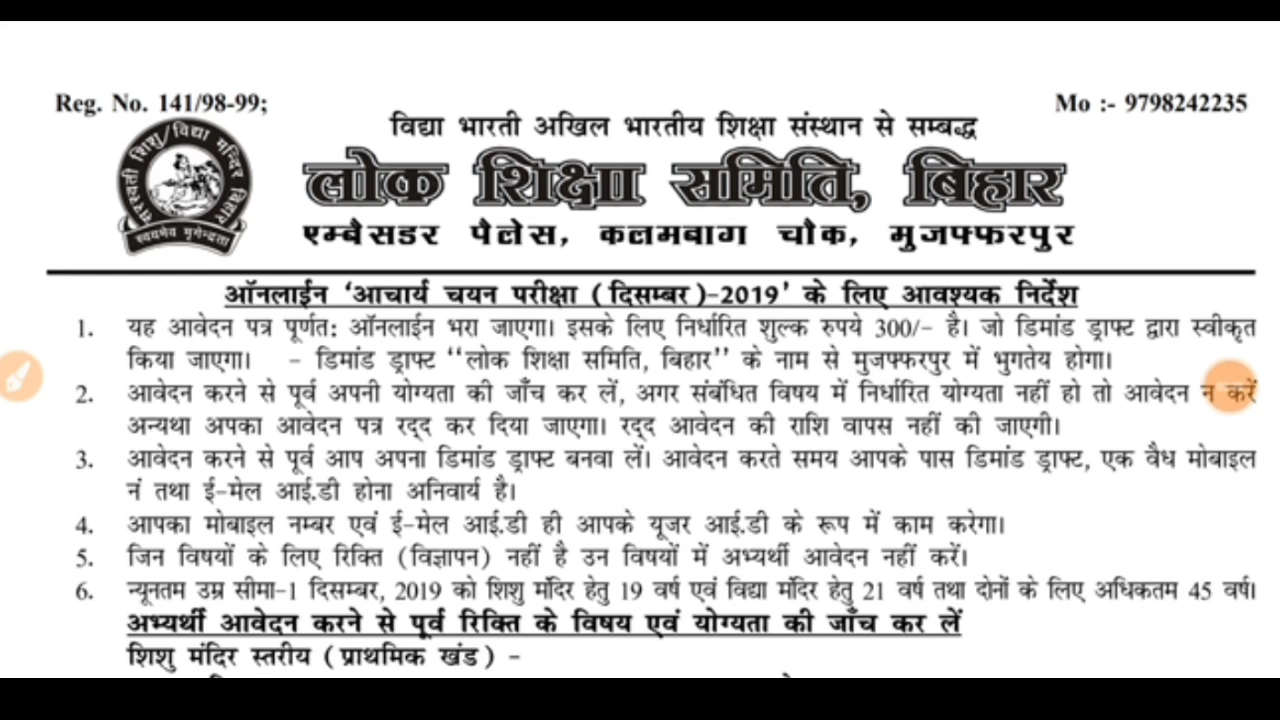 Reg. No. 141/98-99;
Mo :- 9798242235
विद्या भारती अखिल भारतीय शिक्षा संस्थान से सम्बद्ध
सरस्वती शिशु/विद्या मन्दिर बिहार
स्वयमेव मृगेन्द्रता
लोक शिक्षा समिति, बिहार
एम्बैसडर पैलेस, कलमबाग चौक, मुजफ्फरपुर
ऑनलाईन 'आचार्य चयन परीक्षा (दिसम्बर)-2019' के लिए आवश्यक निर्देश
1. यह आवेदन पत्र पूर्णत: ऑनलाईन भरा जाएगा। इसके लिए निर्धारित शुल्क रुपये 300/- है। जो डिमांड ड्राफ्ट द्वारा स्वीकृत
किया जाएगा। - डिमांड ड्राफ्ट "लोक शिक्षा समिति, बिहार" के नाम से मुजफ्फरपुर में भुगतेय होगा।
2. आवेदन करने से पूर्व अपनी योग्यता की जाँच कर लें, अगर संबंधित विषय में निर्धारित योग्यता नहीं हो तो आवेदन न करें
अन्यथा अपका आवेदन पत्र रद्द कर दिया जाएगा। रद्द आवेदन की राशि वापस नहीं की जाएगी।
3. आवेदन करने से पूर्व आप अपना डिमांड ड्राफ्ट बनवा लें। आवेदन करते समय आपके पास डिमांड ड्राफ्ट, एक वैध मोबाइल
नं तथा ई-मेल आई.डी होना अनिवार्य है।
4. आपका मोबाइल नम्बर एवं ई-मेल आई.डी ही आपके यूजर आई.डी के रूप में काम करेगा।
5. जिन विषयों के लिए रिक्ति (विज्ञापन) नहीं है उन विषयों में अभ्यर्थी आवेदन नहीं करें।
6. न्यूनतम उम्र सीमा-1 दिसम्बर, 2019 को शिशु मंदिर हेतु 19 वर्ष एवं विद्या मंदिर हेतु 21 वर्ष तथा दोनों के लिए अधिकतम 45 वर्ष।
अभ्यर्थी आवेदन करने से पूर्व रिक्ति के विषय एवं योग्यता की जाँच कर लें
शिशु मंदिर स्तरीय (प्राथमिक खंड) -